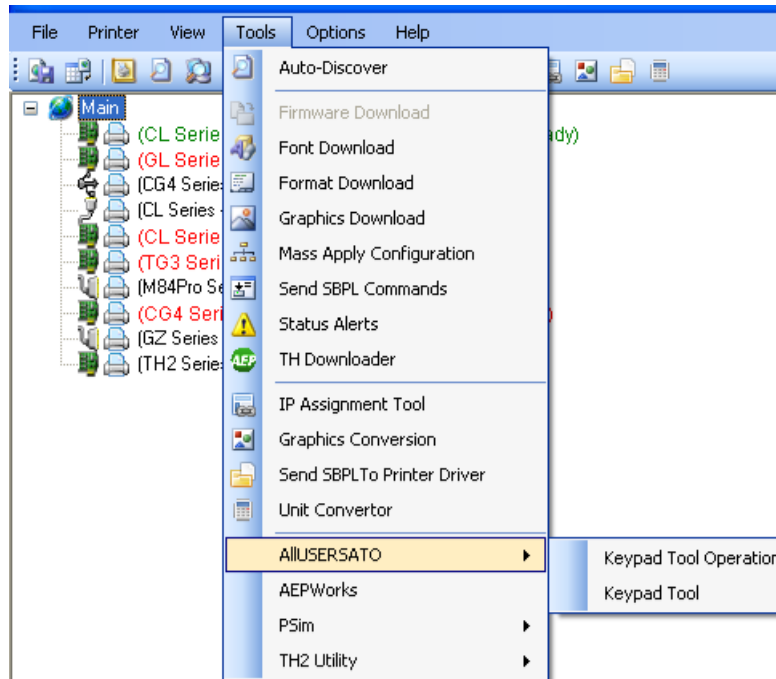 File Printer View Tools Options Help
Auto-Discover
Main
Firmware Download
(CL Serie ady)
Font Download
(GL Serie
Format Download
(CG4 Serie
(CL Series
Graphics Download
(CL Serie
Mass Apply Configuration
(TG3 Seri
Send SBPL Commands
(M84Pro Se
(CG4 Seri )
Status Alerts
(GZ Series
AEP TH Downloader
(TH2 Series
IP Assignment Tool
Graphics Conversion
Send SBPLTo Printer Driver
Unit Convertor
AllUSERSATO
Keypad Tool Operation
AEPWorks
Keypad Tool
PSim
TH2 Utility